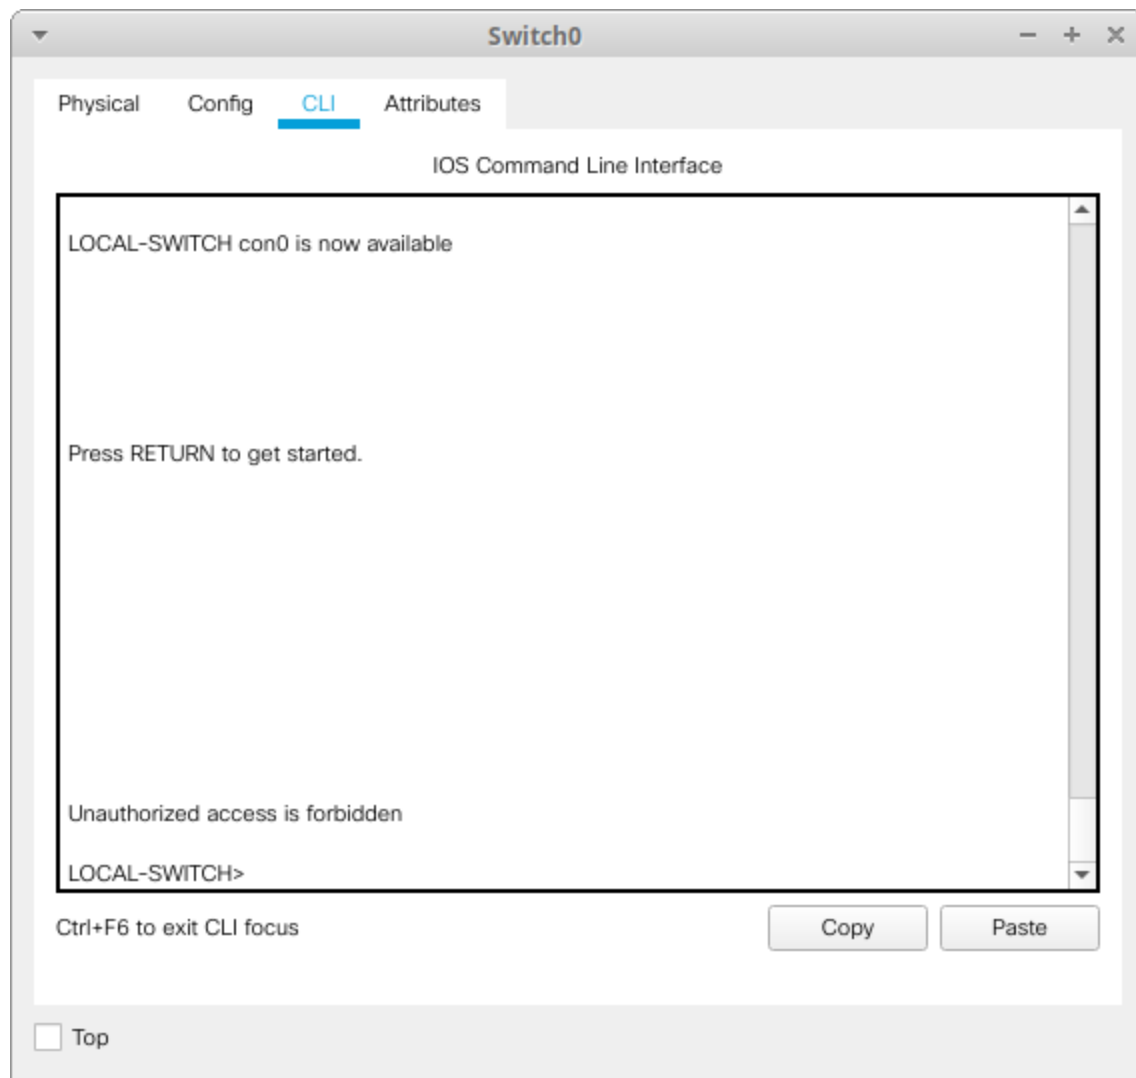 Switch0
Physical Config CLI Attributes
IOS Command Line Interface
LOCAL-SWITCH con0 is now available
Press RETURN to get started.
Unauthorized access is forbidden
LOCAL-SWITCH>
Ctrl+F6 to exit CLI focus Copy Paste
Top